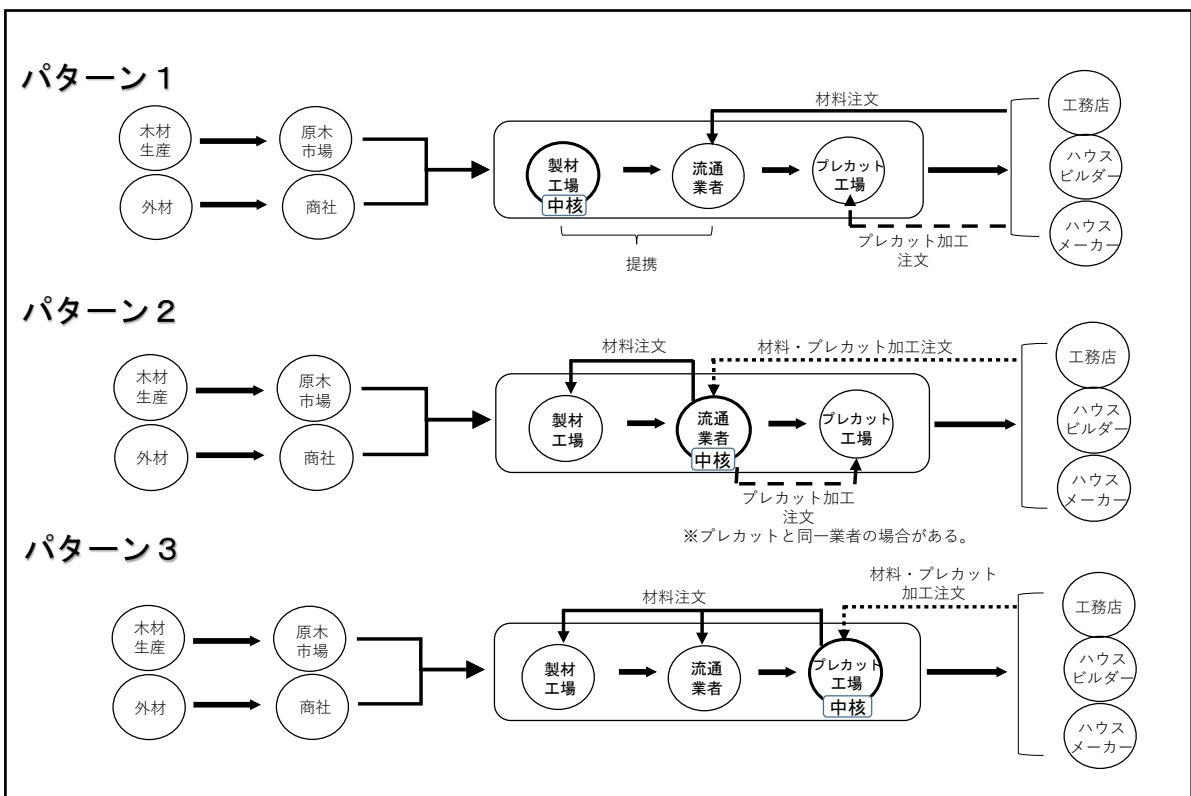 パターン１
材料注文
工務店
木材
生産
原木
市場
製材
工場
中核
流通
業者
プレカット
工場
ハウス
ビルダー
外材
商社
プレカット加工
注文
ハウス
メーカー
提携
パターン２
材料注文
材料・プレカット加工注文
工務店
木材
生産
原木
市場
製材
工場
流通
業者
中核
プレカット
工場
ハウス
ビルダー
外材
商社
プレカット加工
注文
ハウス
メーカー
※プレカットと同一業者の場合がある。
パターン３
材料注文
材料・プレカット
加工注文
工務店
木材
生産
原木
市場
製材
工場
流通
業者
プレカット
工場
中核
ハウス
ビルダー
外材
商社
ハウス
メーカー